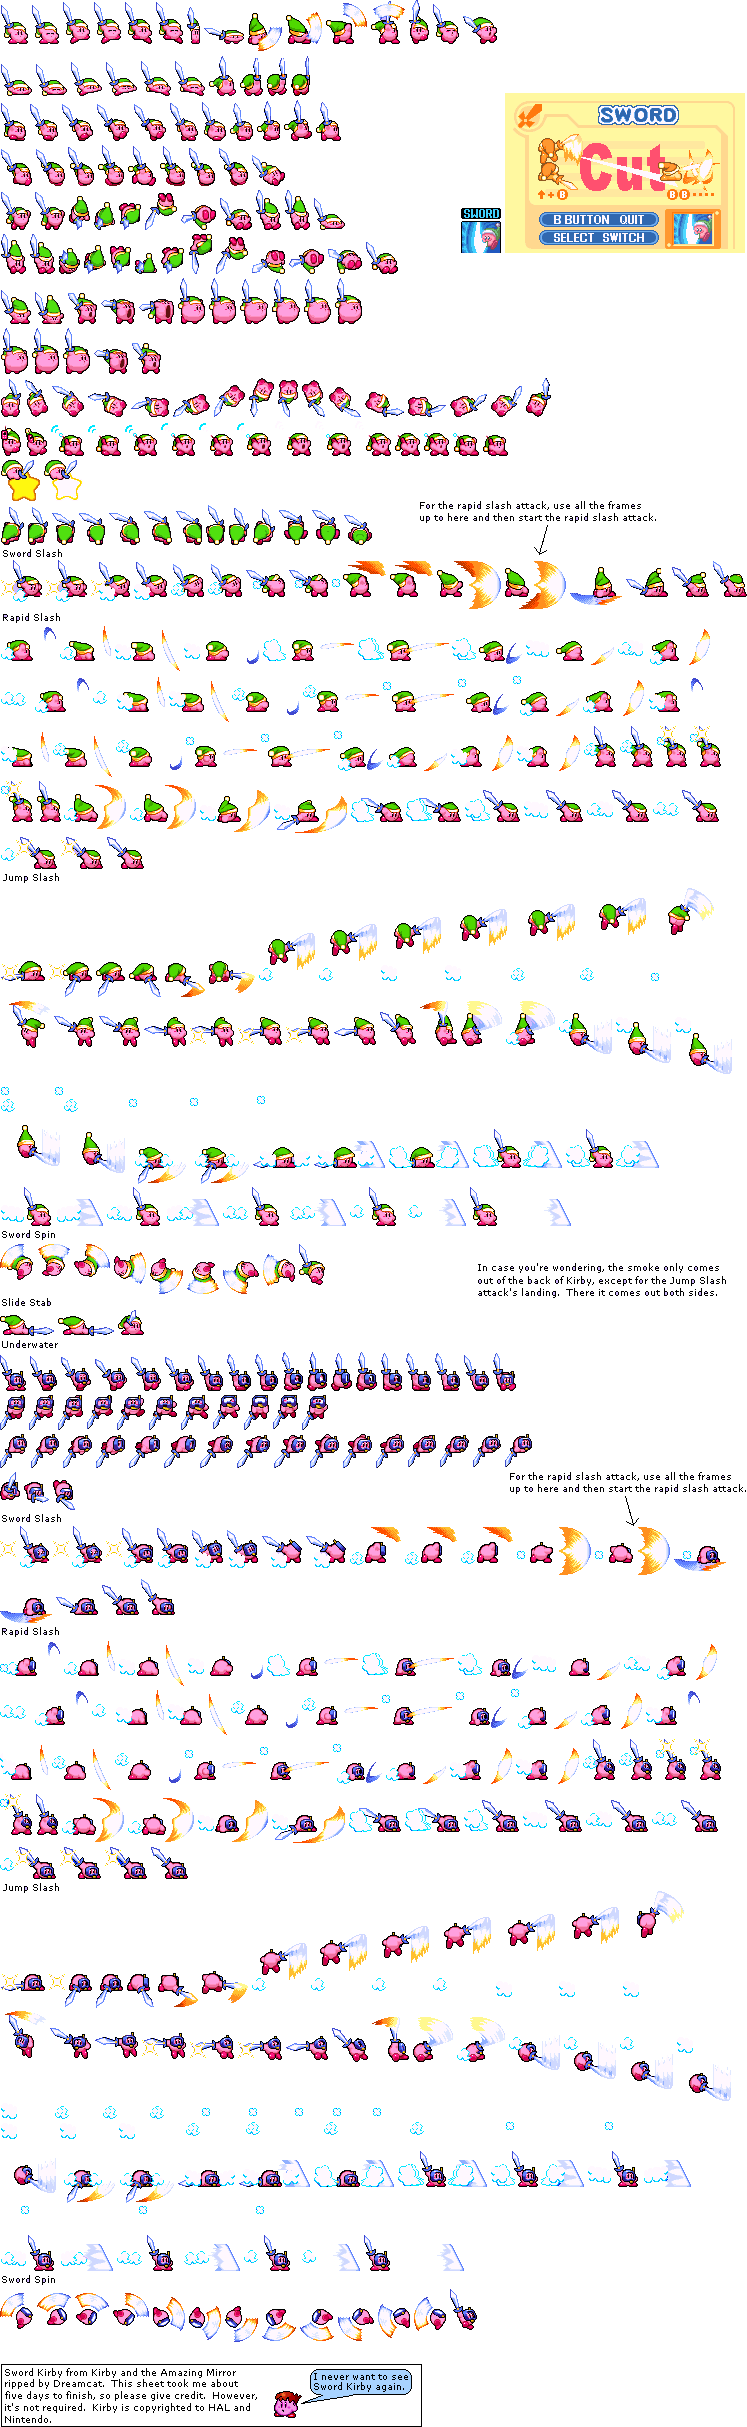 SWORD
Cut
+ B
B B
SWORD
B BUTTON QUIT
SELECT SWITCH
For the rapid slash attack, use all the frames
up to here and then start the rapid slash attack.
Sword Slash
Rapid Slash
Jump Slash
Sword Spin
In case you're wondering, the smoke only comes
out of the back of Kirby, except for the Jump Slash
attack's landing. There it comes out both sides.
Slide Stab
Underwater
For the rapid slash attack, use all the frames
up to here and then start the rapid slash attack.
Sword Slash
Rapid Slash
Jump Slash
Sword Spin
Sword Kirby from Kirby and the Amazing Mirror
ripped by Dreamcat. This sheet took me about
five days to finish, so please give credit. However,
it's not required. Kirby is copyrighted to HAL and
Nintendo.
I never want to see
Sword Kirby again.